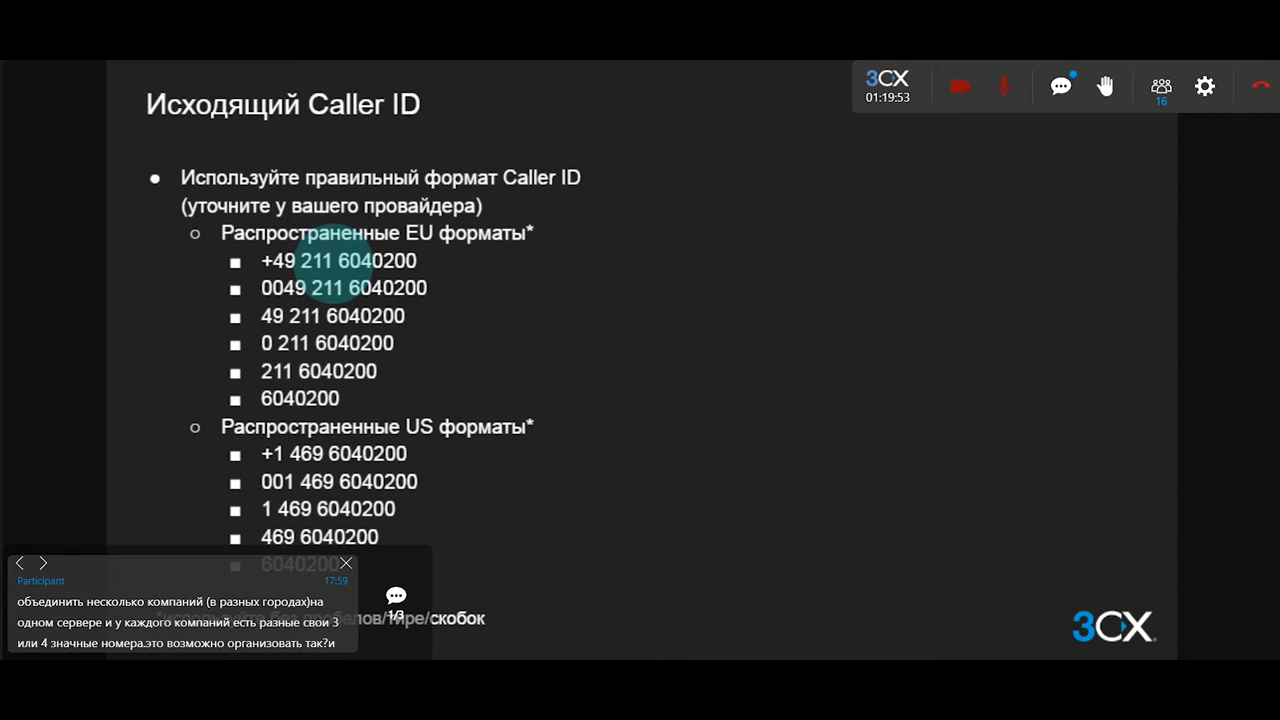 3CX
01:19:53
16
Исходящий Caller ID
Используйте правильный формат Caller ID
(уточните у вашего провайдера)
Распространенные EU форматы*
+49 211 6040200
0049 211 6040200
49 211 6040200
0 211 6040200
211 6040200
6040200
Распространенные US форматы*
+1 469 6040200
001 469 6040200
1 469 6040200
469 6040200
6040200
без пробелов/тире/скобок
Participant 17:59
объединить несколько компаний (в разных городах)на
одном сервере и у каждого компаний есть разные свои 3
или 4 значные номера.это возможно организовать так?и
1/3
3CX